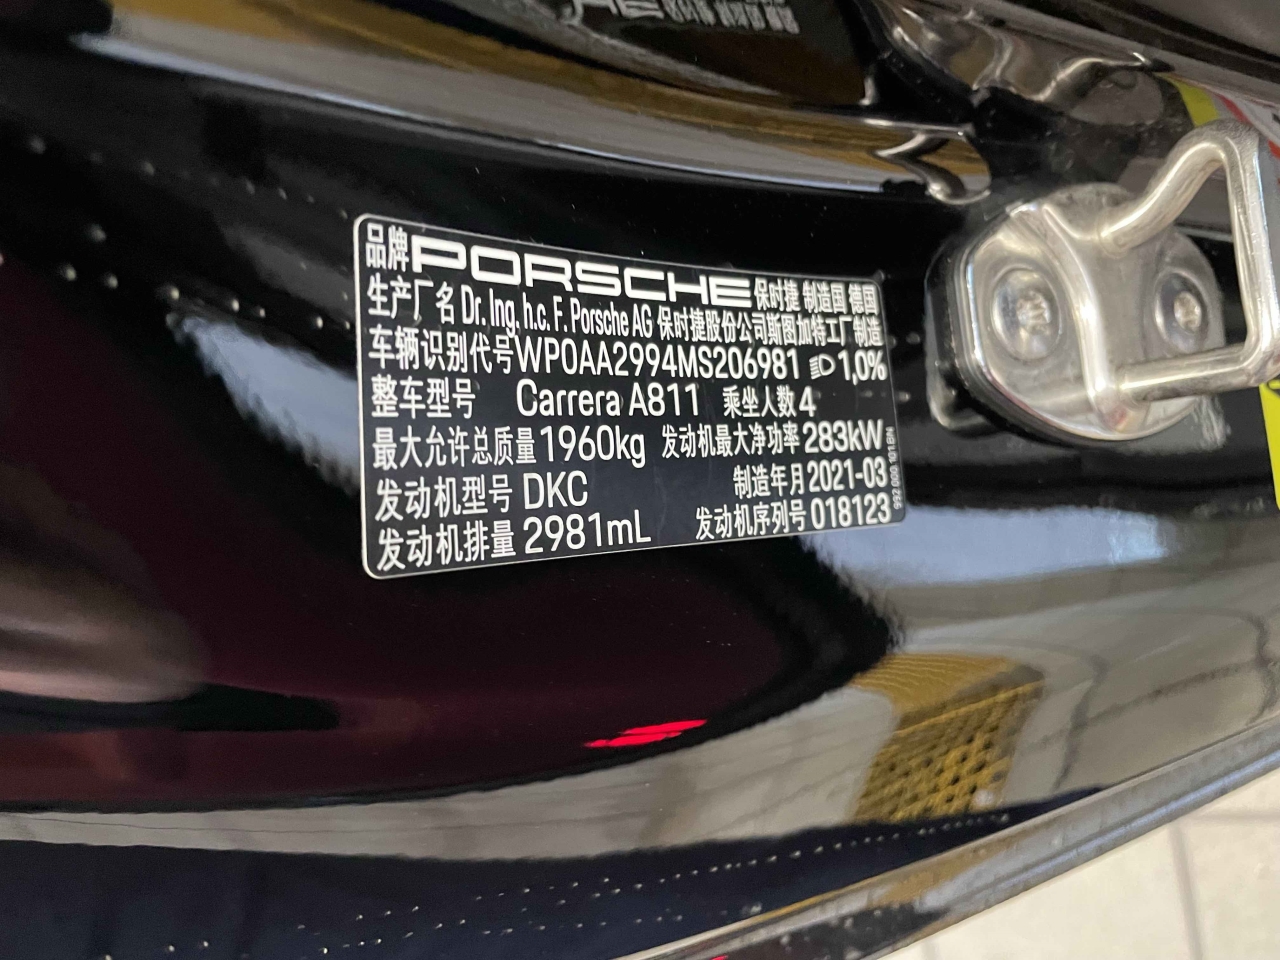 品牌 PORSCHE 保时捷 制造国 德国
生产厂名 Dr. Ing. h.c. F. Porsche AG 保时捷股份公司斯图加特工厂制造
车辆识别代号 WP0AA2994MS206981 1,0%
整车型号 Carrera A811 乘坐人数 4
最大允许总质量 1960kg 发动机最大净功率 283kW
发动机型号 DKC 制造年月 2021-03
发动机排量 2981mL 发动机序列号 018123
992.000.101.BN